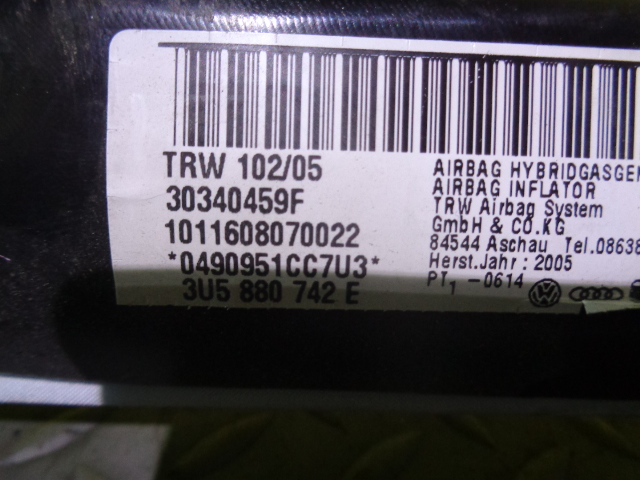 TRW 102/05
30340459F
1011608070022
*0490951CC7U3*
3U5 880 742 E
AIRBAG HYBRIDGASGE
AIRBAG INFLATOR
TRW Airbag System
GmbH & CO.KG
84544 Aschau Tel.08638
Herst.Jahr: 2005
PT1 -0614